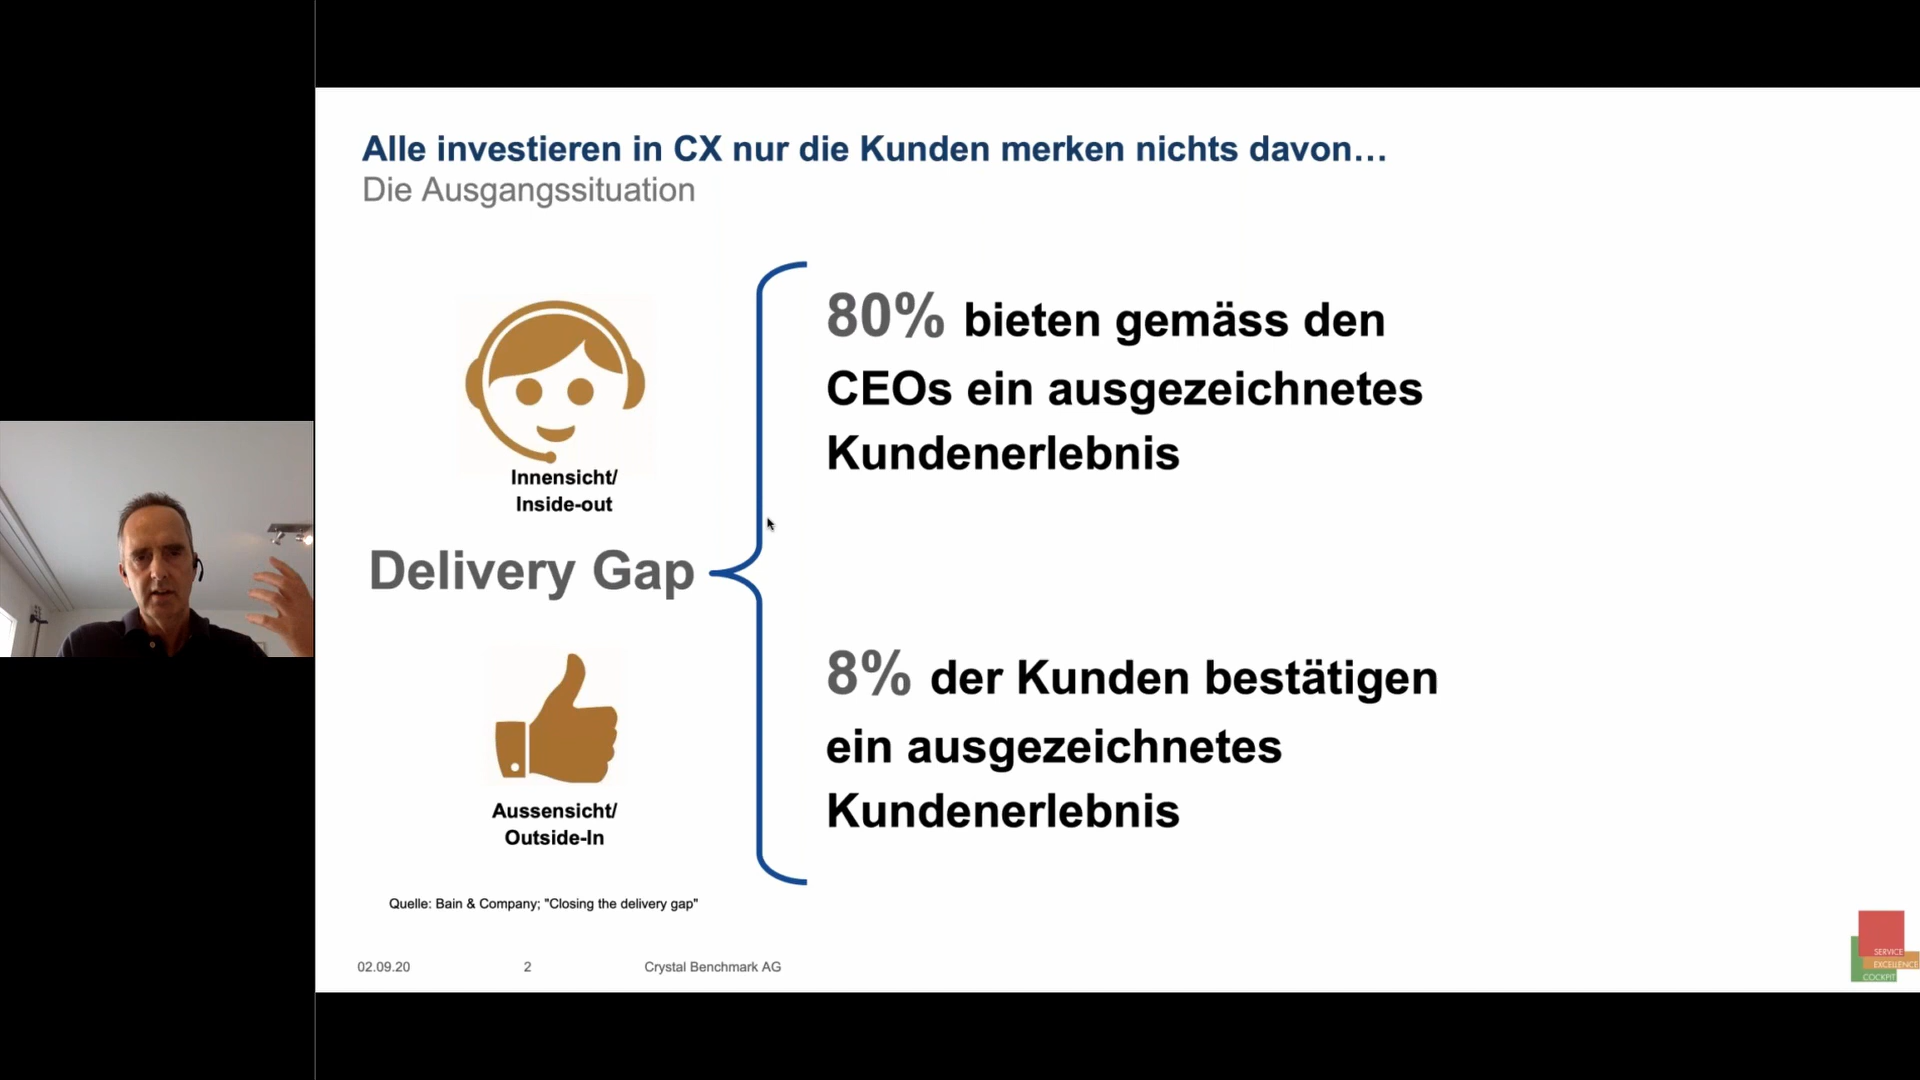 Alle investieren in CX nur die Kunden merken nichts davon…
Die Ausgangssituation
80% bieten gemäss den
CEOs ein ausgezeichnetes
Kundenerlebnis
Innensicht/
Inside-out
Delivery Gap
8% der Kunden bestätigen
ein ausgezeichnetes
Kundenerlebnis
Aussensicht/
Outside-In
Quelle: Bain & Company; "Closing the delivery gap"
02.09.20
2
Crystal Benchmark AG
SERVICE
EXCELLENCE
COCKPIT